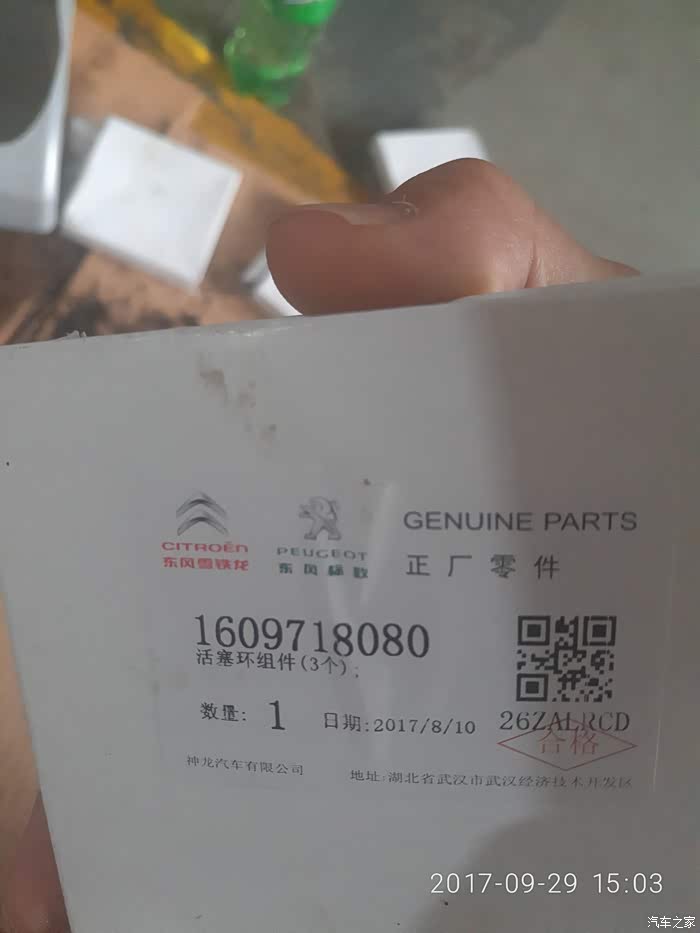 CITROËN
东风雪铁龙
PEUGEOT
东风标致
GENUINE PARTS
正厂零件
1609718080
活塞环组件(3个);
数量: 1 日期:2017/8/10
26ZALRCD
合格
神龙汽车有限公司 地址:湖北省武汉市武汉经济技术开发区
2017-09-29 15:03
汽车之家